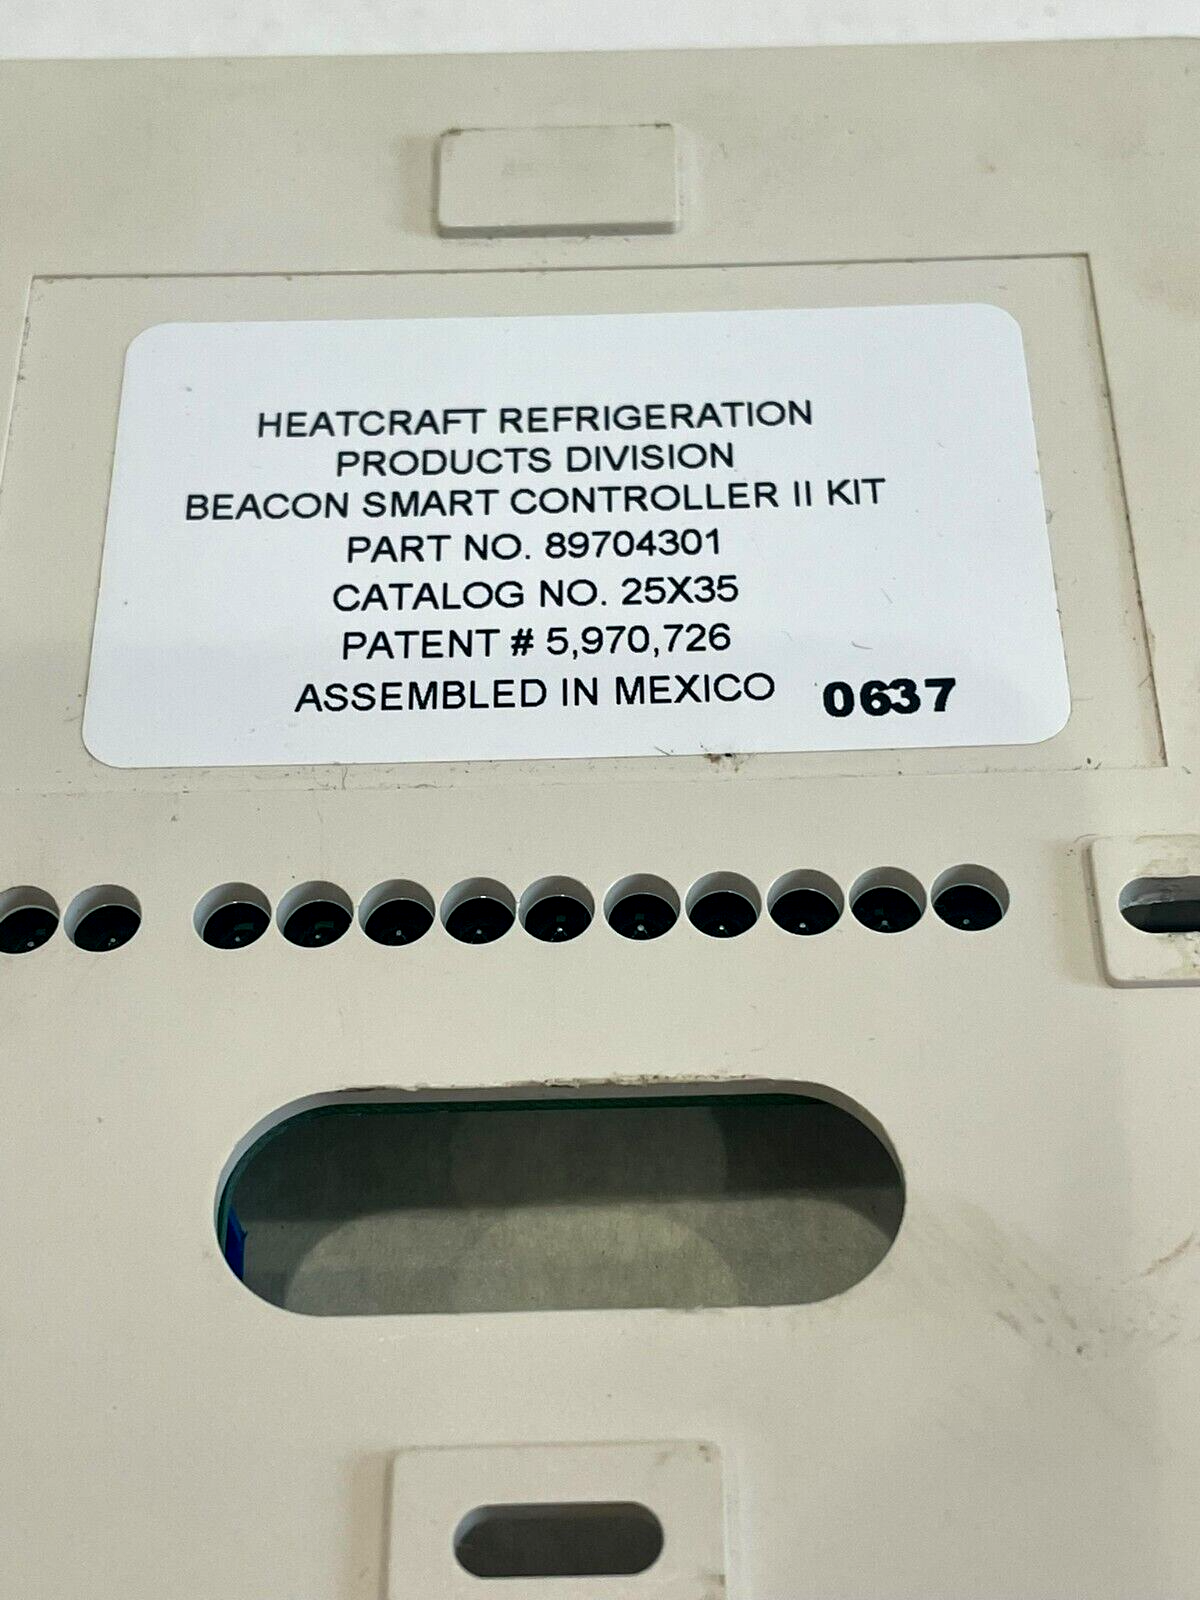 HEATCRAFT REFRIGERATION
PRODUCTS DIVISION
BEACON SMART CONTROLLER II KIT
PART NO. 89704301
CATALOG NO. 25X35
PATENT # 5,970,726
ASSEMBLED IN MEXICO 0637